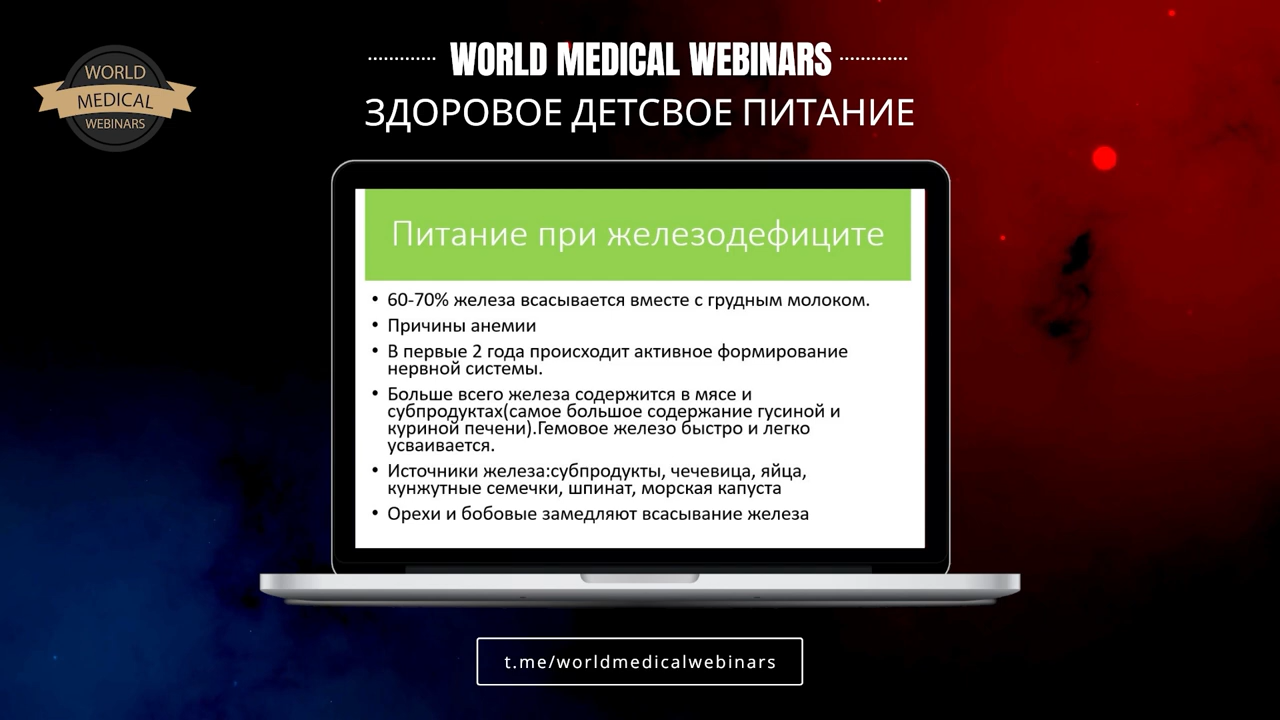 WORLD
MEDICAL
WEBINARS
WORLD MEDICAL WEBINARS
ЗДОРОВОЕ ДЕТСВОЕ ПИТАНИЕ
Питание при железодефиците
• 60-70% железа всасывается вместе с грудным молоком.
• Причины анемии
• В первые 2 года происходит активное формирование
нервной системы.
• Больше всего железа содержится в мясе и
субпродуктах(самое большое содержание гусиной и
куриной печени).Гемовое железо быстро и легко
усваивается.
• Источники железа:субпродукты, чечевица, яйца,
кунжутные семечки, шпинат, морская капуста
• Орехи и бобовые замедляют всасывание железа
t.me/worldmedicalwebinars